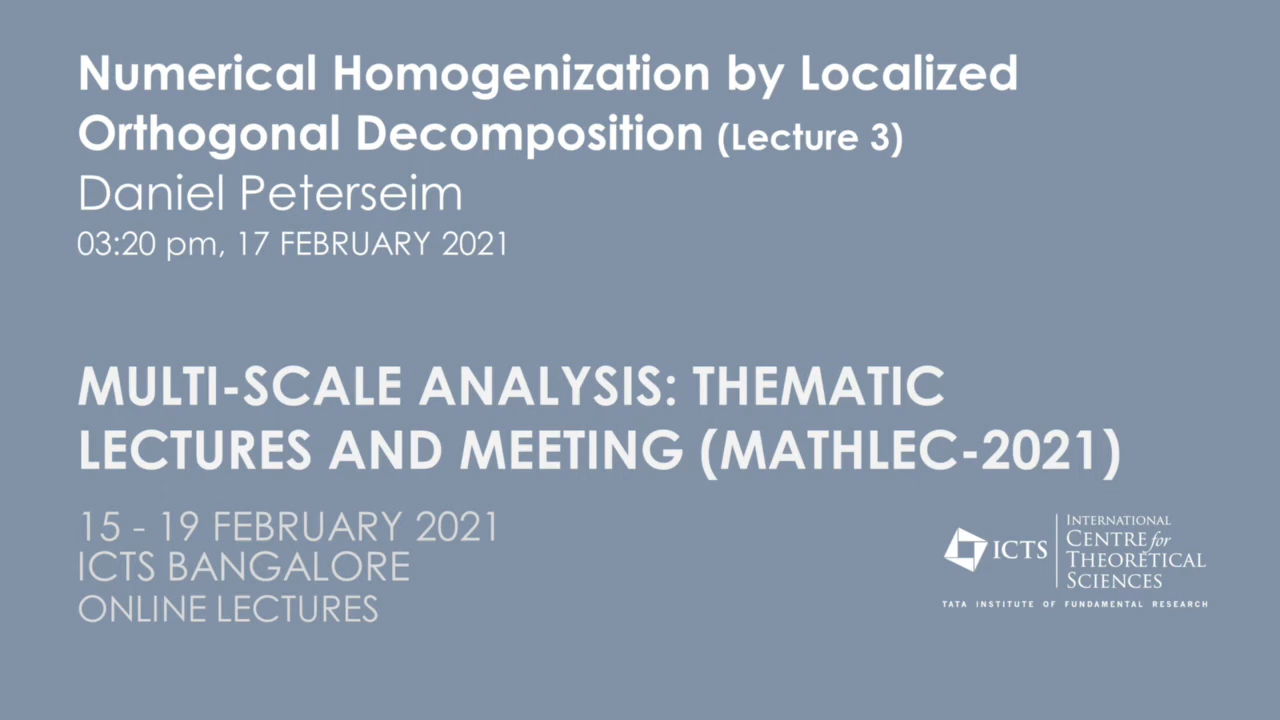 Numerical Homogenization by Localized
Orthogonal Decomposition (Lecture 3)
Daniel Peterseim
03:20 pm, 17 FEBRUARY 2021
MULTI-SCALE ANALYSIS: THEMATIC
LECTURES AND MEETING (MATHLEC-2021)
15 - 19 FEBRUARY 2021
ICTS BANGALORE
ONLINE LECTURES
ICTS
INTERNATIONAL
CENTRE for
THEORETICAL
SCIENCES
TATA INSTITUTE OF FUNDAMENTAL RESEARCH